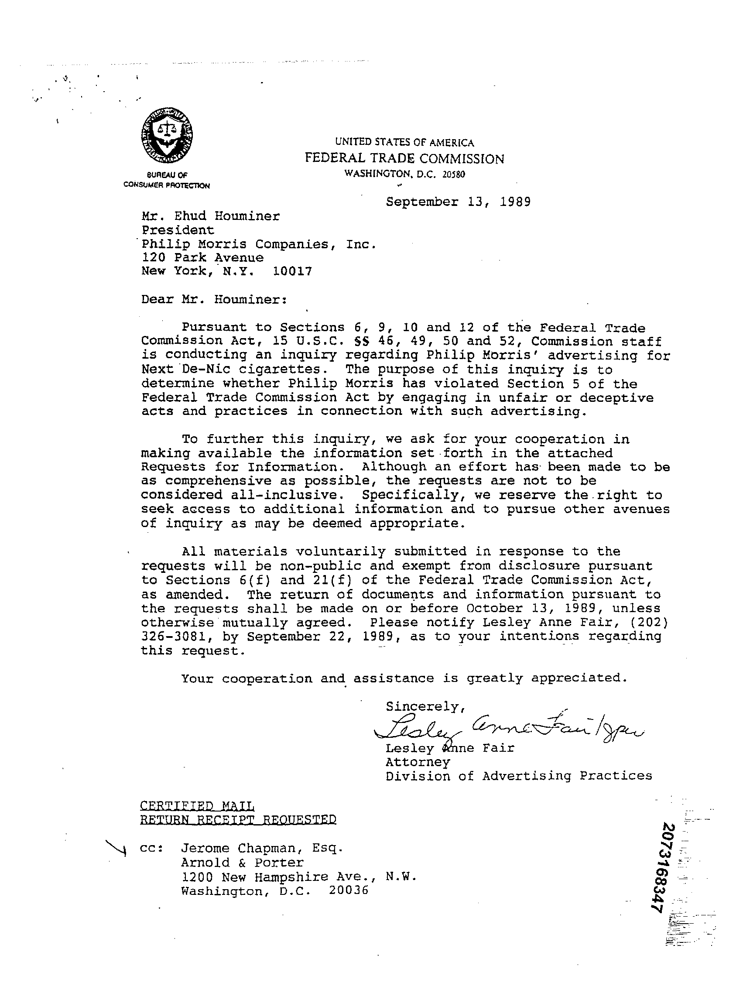 BUREAU OF
CONSUMER PROTECTION
UNITED STATES OF AMERICA
FEDERAL TRADE COMMISSION
WASHINGTON, D.C. 20580
September 13, 1989
Mr. Ehud Houminer
President
Philip Morris Companies, Inc.
120 Park Avenue
New York, N.Y. 10017
Dear Mr. Houminer:
Pursuant to Sections 6, 9, 10 and 12 of the Federal Trade
Commission Act, 15 U.S.C. §§ 46, 49, 50 and 52, Commission staff
is conducting an inquiry regarding Philip Morris' advertising for
Next De-Nic cigarettes. The purpose of this inquiry is to
determine whether Philip Morris has violated Section 5 of the
Federal Trade Commission Act by engaging in unfair or deceptive
acts and practices in connection with such advertising.
To further this inquiry, we ask for your cooperation in
making available the information set forth in the attached
Requests for Information. Although an effort has been made to be
as comprehensive as possible, the requests are not to be
considered all-inclusive. Specifically, we reserve the right to
seek access to additional information and to pursue other avenues
of inquiry as may be deemed appropriate.
All materials voluntarily submitted in response to the
requests will be non-public and exempt from disclosure pursuant
to Sections 6(f) and 21(f) of the Federal Trade Commission Act,
as amended. The return of documents and information pursuant to
the requests shall be made on or before October 13, 1989, unless
otherwise mutually agreed. Please notify Lesley Anne Fair, (202)
326-3081, by September 22, 1989, as to your intentions regarding
this request.
Your cooperation and assistance is greatly appreciated.
Sincerely,
Lesley Anne Fair
Lesley Anne Fair
Attorney
Division of Advertising Practices
CERTIFIED MAIL
RETURN RECEIPT REQUESTED
cc: Jerome Chapman, Esq.
Arnold & Porter
1200 New Hampshire Ave., N.W.
Washington, D.C. 20036
2073168347